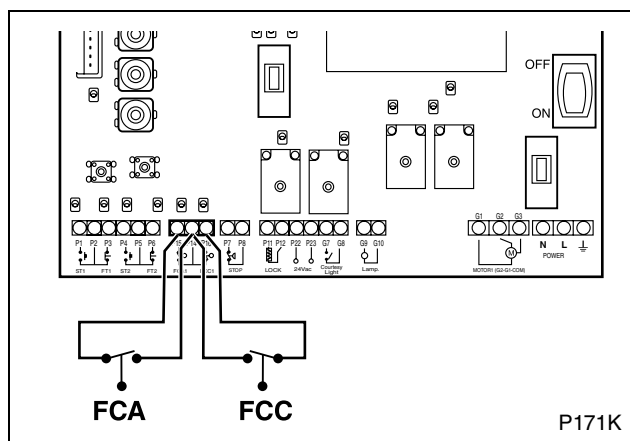 OFF
ON
P1 P2 P3 P4 P5 P6 P7 P8 P11 P12 P22 P23 G7 G8 G9 G10 G1 G2 G3
N L
ST1 FT1 ST2 FT2 STOP LOCK 24Vac Courtesy Light Lamp. MOTOR1 (G2-G1-COM) POWER
FCA FCC
P171K